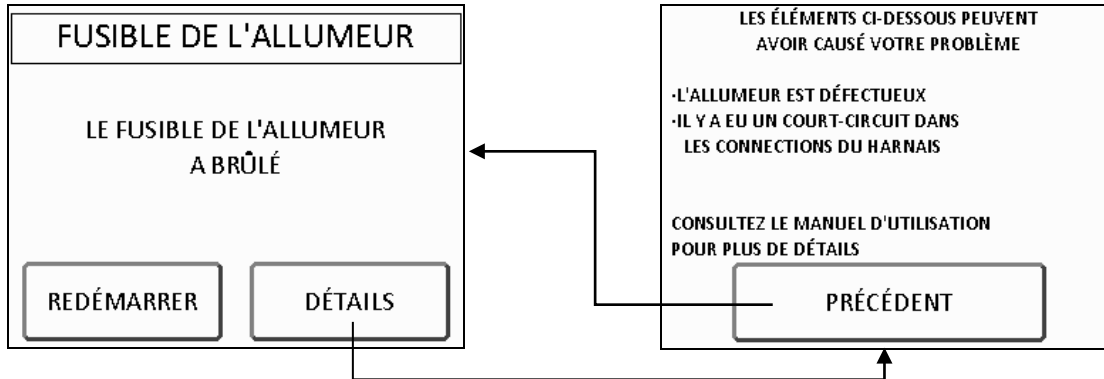 FUSIBLE DE L'ALLUMEUR
LE FUSIBLE DE L'ALLUMEUR
A BRÛLÉ
REDÉMARRER
DÉTAILS
LES ÉLÉMENTS CI-DESSOUS PEUVENT
AVOIR CAUSÉ VOTRE PROBLÈME
·L'ALLUMEUR EST DÉFECTUEUX
·IL Y A EU UN COURT-CIRCUIT DANS
LES CONNECTIONS DU HARNAIS
CONSULTEZ LE MANUEL D'UTILISATION
POUR PLUS DE DÉTAILS
PRÉCÉDENT